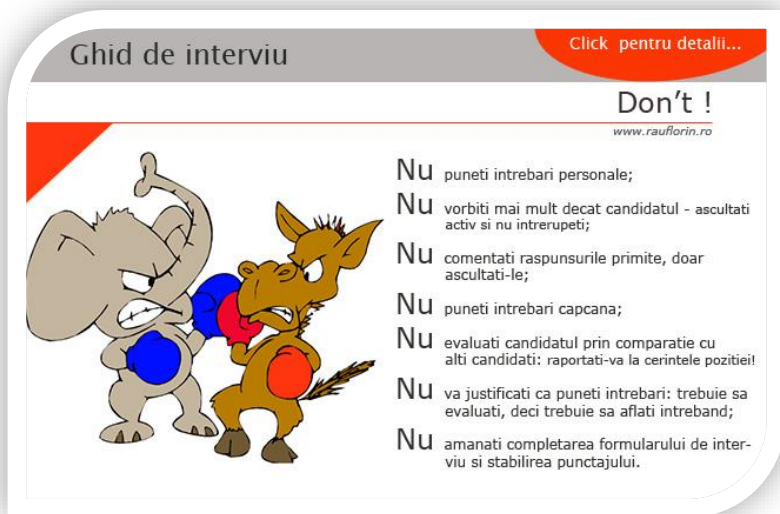 Ghid de interviu
Click pentru detalii...
Don't !
www.rauflorin.ro
Nu puneti intrebari personale;
Nu vorbiti mai mult decat candidatul - ascultati
activ si nu intrerupeti;
Nu comentati raspunsurile primite, doar
ascultati-le;
Nu puneti intrebari capcana;
Nu evaluati candidatul prin comparatie cu
alti candidati: raportati-va la cerintele pozitiei!
Nu va justificati ca puneti intrebari: trebuie sa
evaluati, deci trebuie sa aflati intreband;
Nu amanati completarea formularului de inter-
viu si stabilirea punctajului.